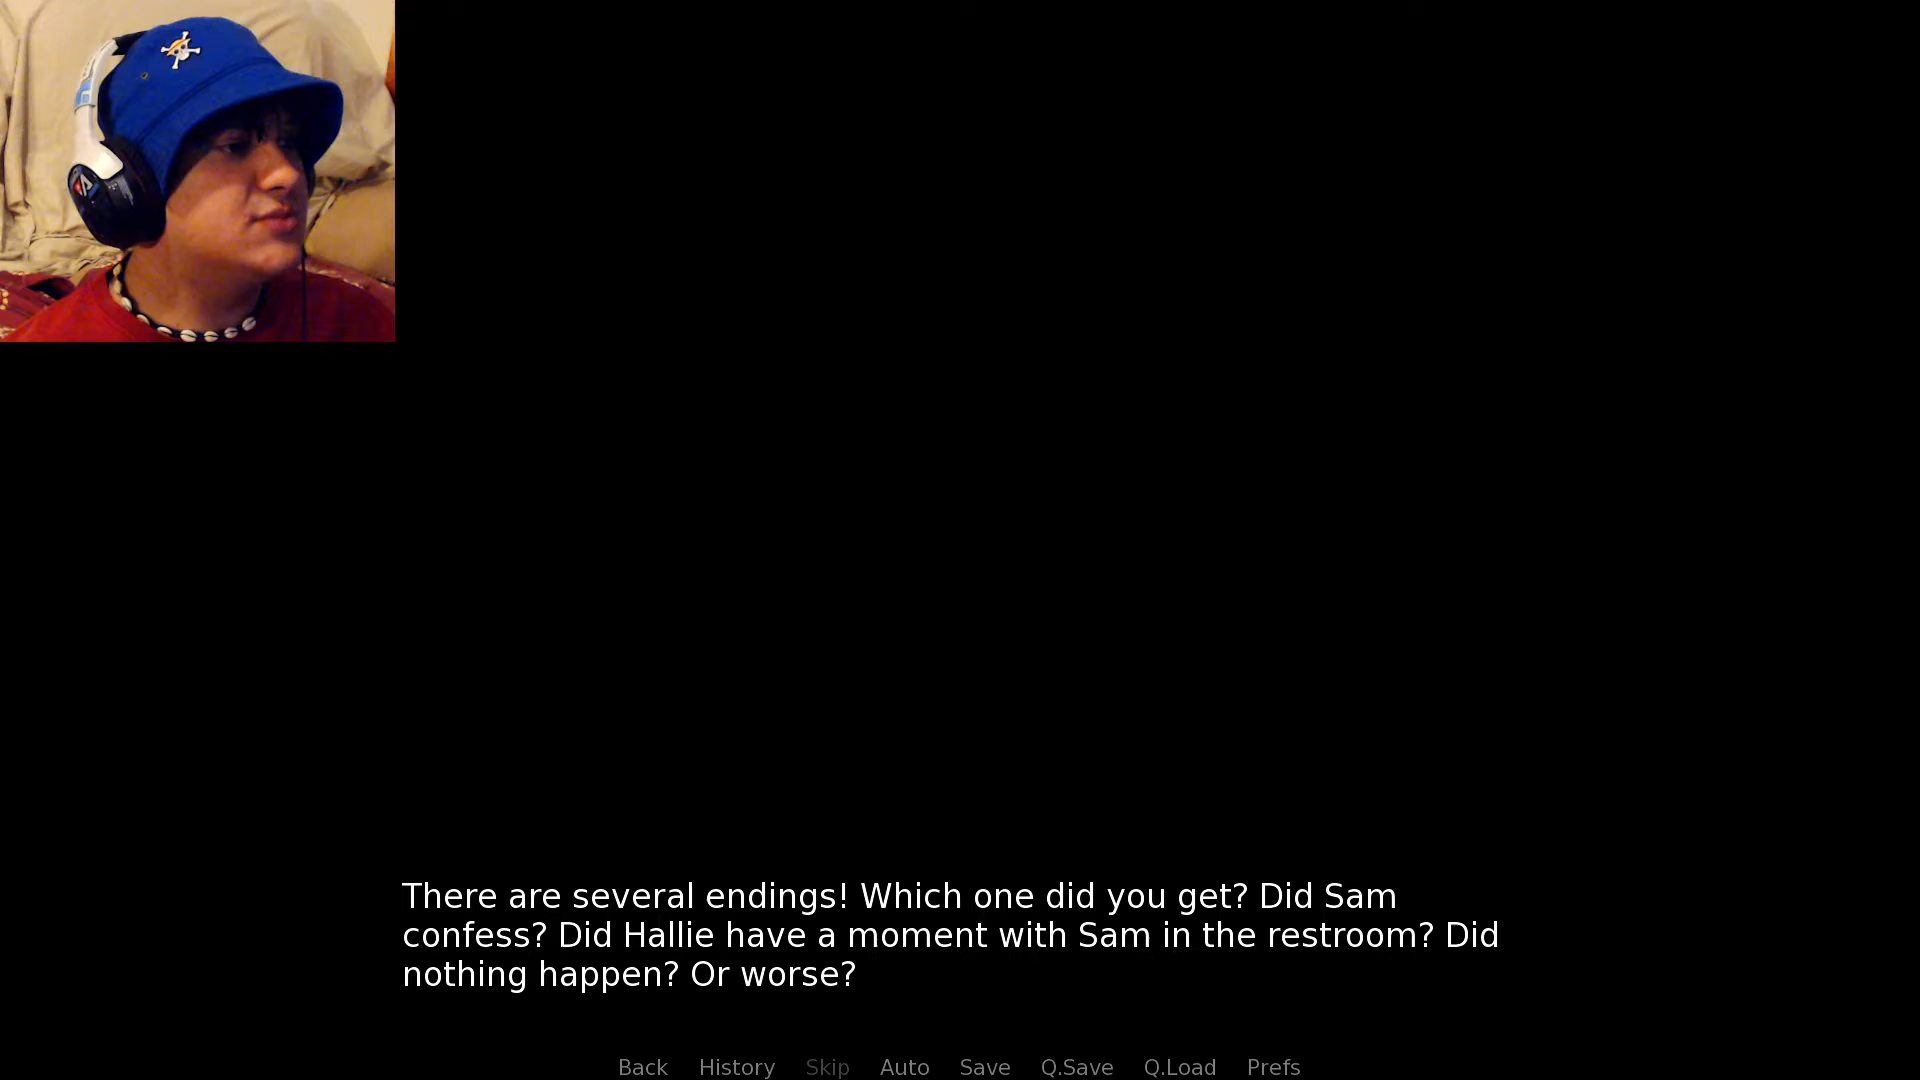 There are several endings! Which one did you get? Did Sam
confess? Did Hallie have a moment with Sam in the restroom? Did
nothing happen? Or worse?
Back History Skip Auto Save Q.Save Q.Load Prefs